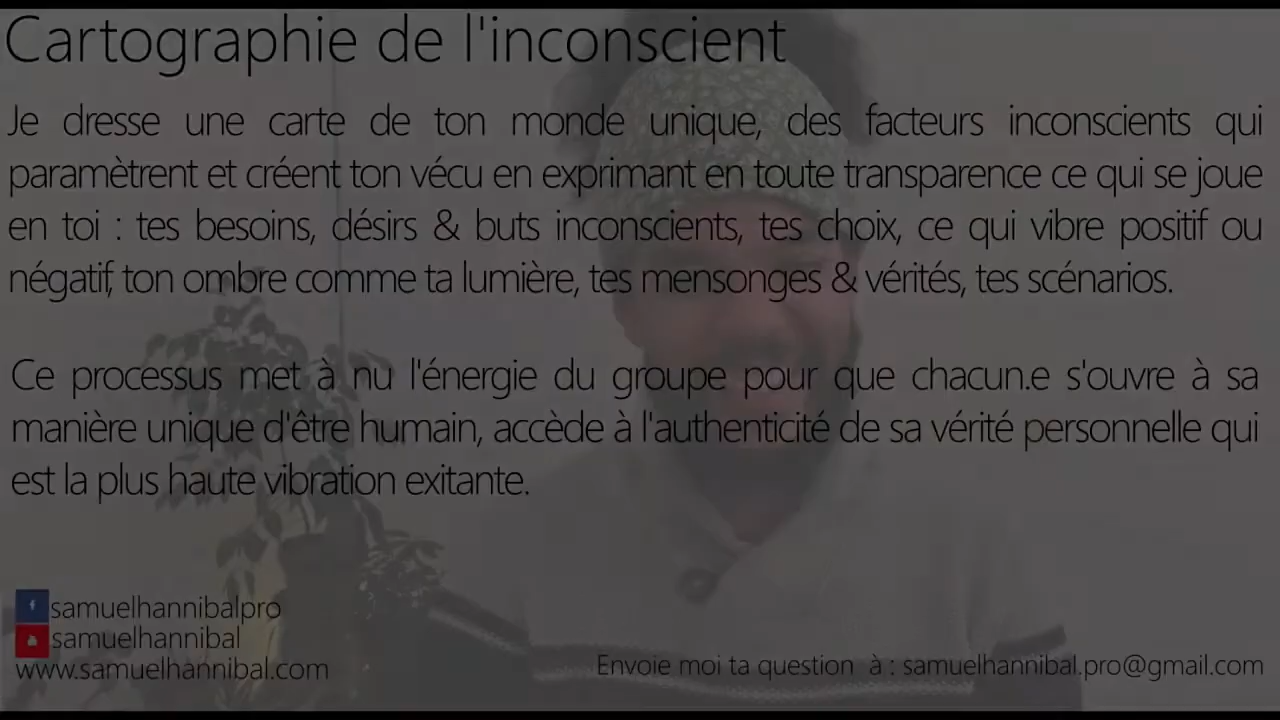 Cartographie de l'inconscient
Je dresse une carte de ton monde unique, des facteurs inconscients qui
paramètrent et créent ton vécu en exprimant en toute transparence ce qui se joue
en toi : tes besoins, désirs & buts inconscients, tes choix, ce qui vibre positif ou
négatif, ton ombre comme ta lumière, tes mensonges & vérités, tes scénarios.
Ce processus met à nu l'énergie du groupe pour que chacun.e s'ouvre à sa
manière unique d'être humain, accède à l'authenticité de sa vérité personnelle qui
est la plus haute vibration exitante.
samuelhannibalpro
samuelhannibal
www.samuelhannibal.com
Envoie moi ta question à : samuelhannibal.pro@gmail.com